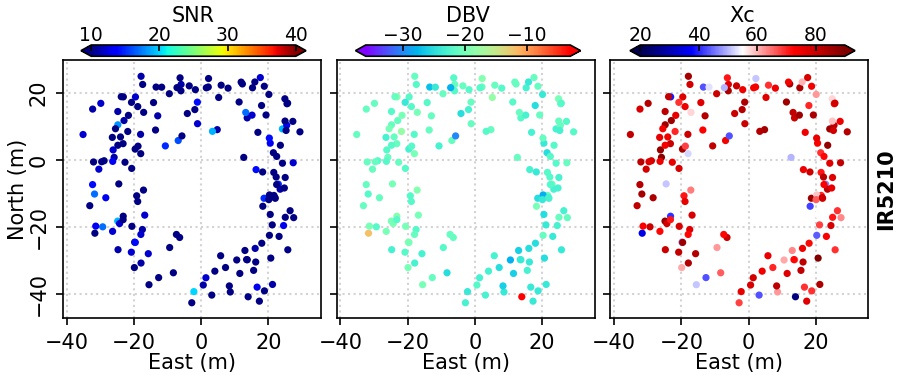 SNR DBV Xc
10 20 30 40 −30 −20 −10 20 40 60 80
20
0
−20
−40
North (m)
IR5210
−40 −20 0 20 −40 −20 0 20 −40 −20 0 20
East (m) East (m) East (m)